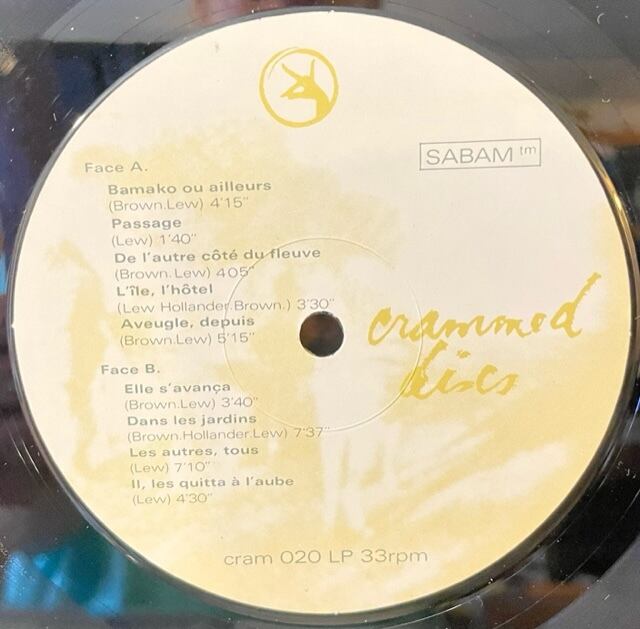 Face A.
SABAM tm
Bamako ou ailleurs
(Brown.Lew) 4'15"
Passage
(Lew) 1'40"
De l'autre côté du fleuve
(Brown.Lew) 4 05"
L'île, l'hôtel
(Lew Hollander.Brown.) 3'30"
Aveugle, depuis
(Brown.Lew) 5'15"
crammed
discs
Face B.
Elle s'avança
(Brown.Lew) 3'40"
Dans les jardins
(Brown.Hollander.Lew) 7'37"
Les autres, tous
(Lew) 7'10"
Il, les quitta à l'aube
(Lew) 4'30"
cram 020 LP 33rpm